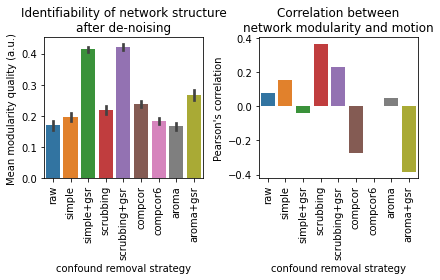 Identifiability of network structure
after de-noising
Mean modularity quality (a.u.)
0.4
0.3
0.2
0.1
0.0
raw
simple
simple+gsr
scrubbing
scrubbing+gsr
compcor
compcor6
aroma
aroma+gsr
confound removal strategy
Correlation between
network modularity and motion
Pearson's correlation
0.4
0.2
0.0
−0.2
−0.4
raw
simple
simple+gsr
scrubbing
scrubbing+gsr
compcor
compcor6
aroma
aroma+gsr
confound removal strategy